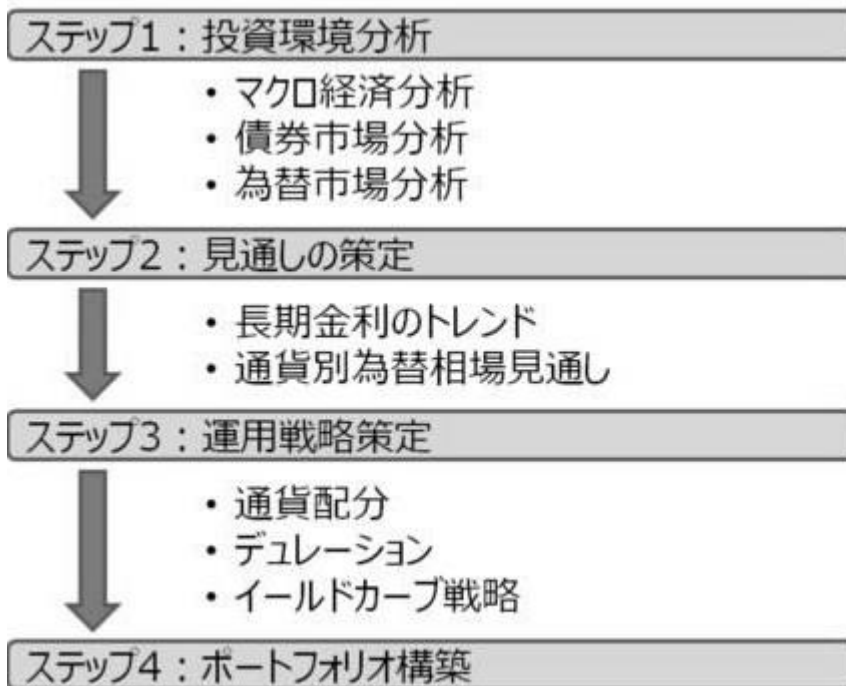 ステップ1：投資環境分析
・マクロ経済分析
・債券市場分析
・為替市場分析
ステップ2：見通しの策定
・長期金利のトレンド
・通貨別為替相場見通し
ステップ3：運用戦略策定
・通貨配分
・デュレーション
・イールドカーブ戦略
ステップ4：ポートフォリオ構築